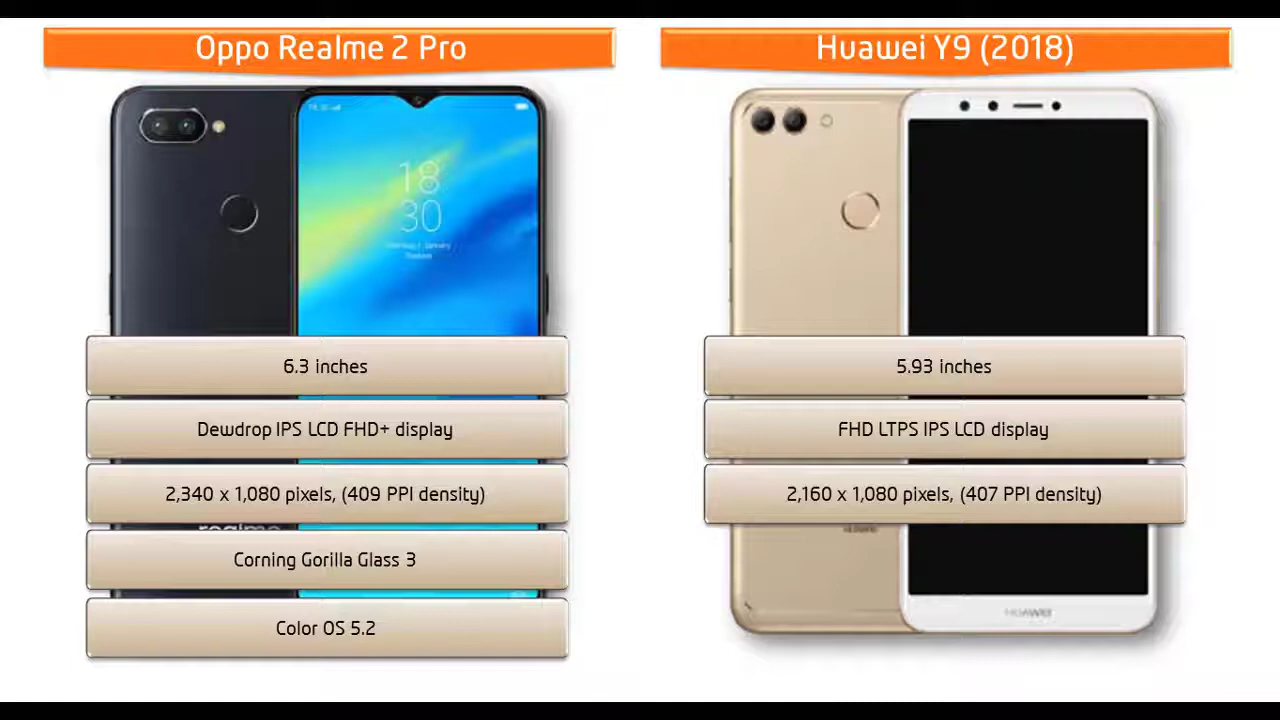 Oppo Realme 2 Pro
Huawei Y9 (2018)
18
30
6.3 inches
5.93 inches
Dewdrop IPS LCD FHD+ display
FHD LTPS IPS LCD display
2,340 x 1,080 pixels, (409 PPI density)
2,160 x 1,080 pixels, (407 PPI density)
realme
Corning Gorilla Glass 3
HUAWEI
Color OS 5.2